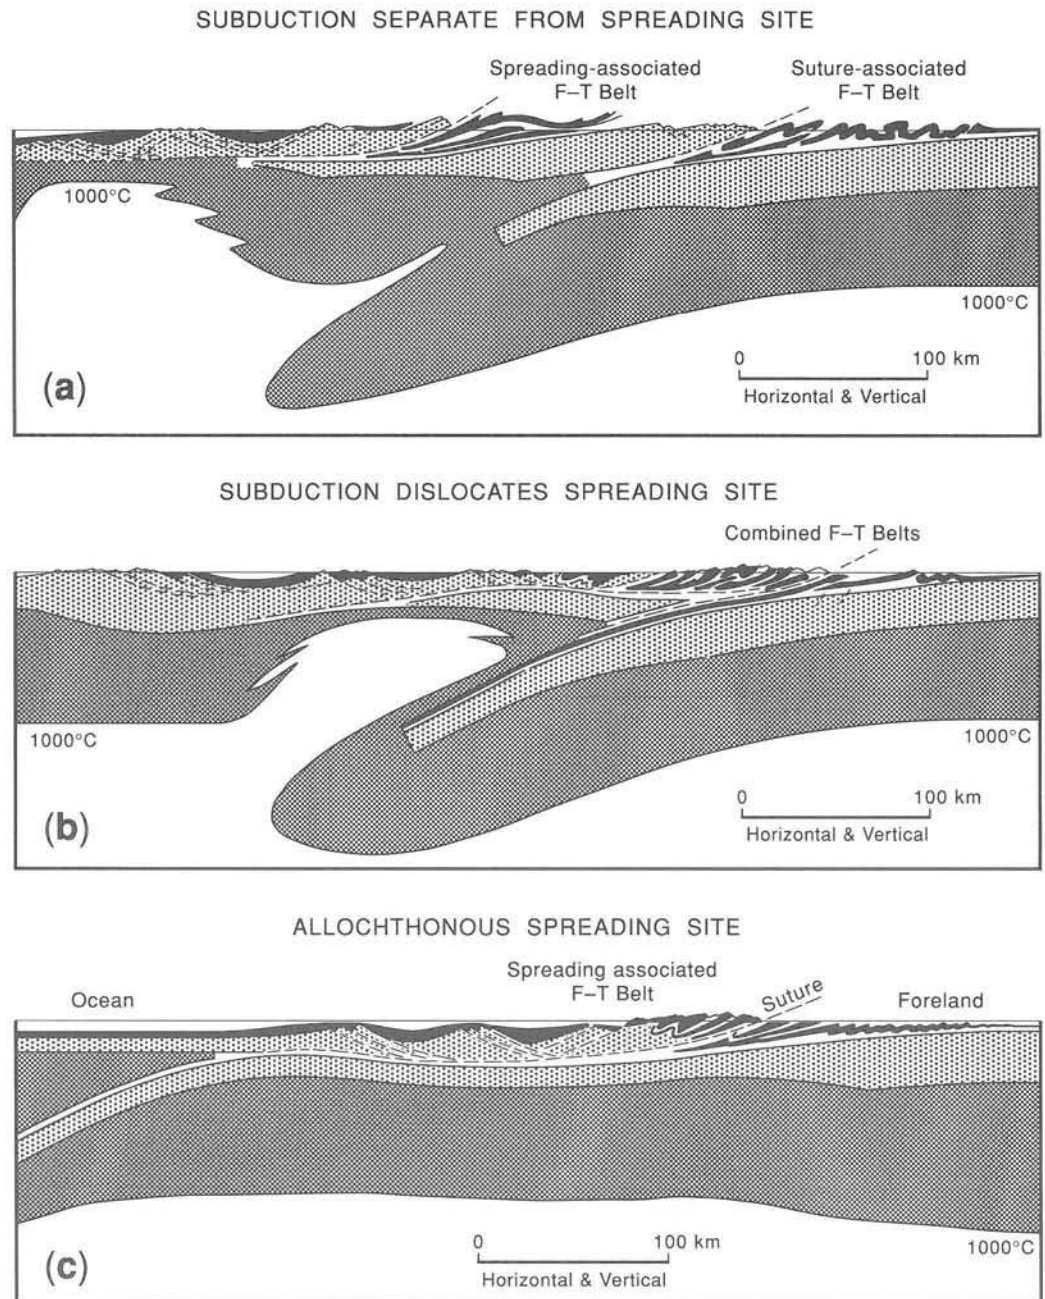 SUBDUCTION SEPARATE FROM SPREADING SITE
Spreading-associated
F–T Belt
Suture-associated
F–T Belt
1000°C
1000°C
0 100 km
Horizontal & Vertical
(a)
SUBDUCTION DISLOCATES SPREADING SITE
Combined F–T Belts
1000°C
1000°C
0 100 km
Horizontal & Vertical
(b)
ALLOCHTHONOUS SPREADING SITE
Spreading associated
F–T Belt
Ocean
Suture
Foreland
0 100 km
Horizontal & Vertical
1000°C
(c)